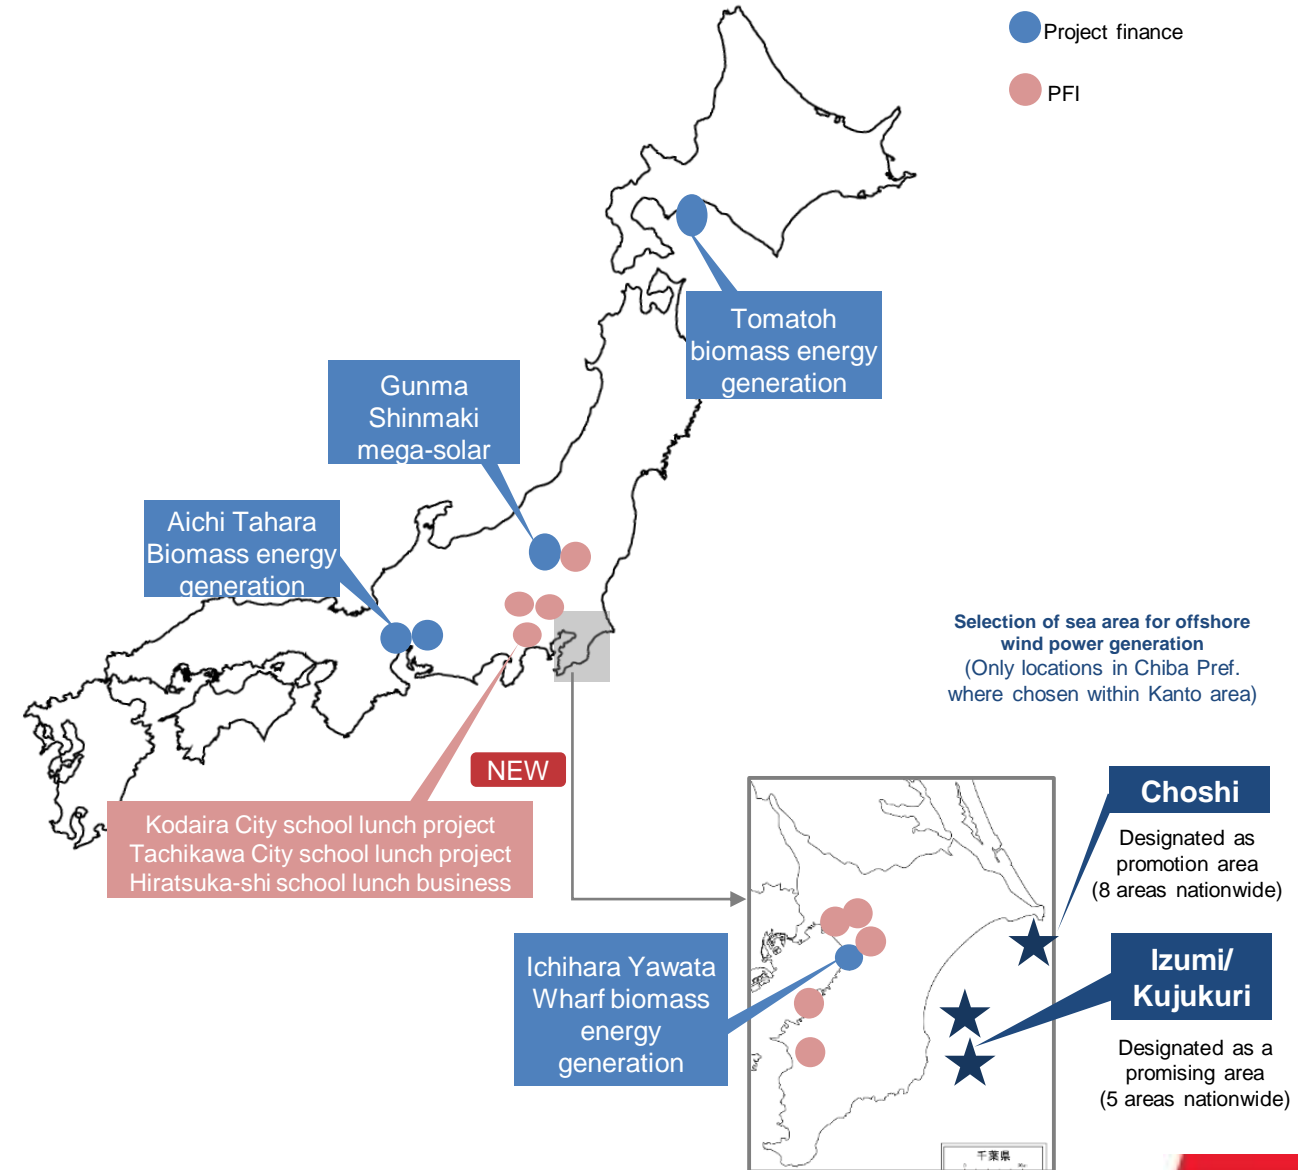 Project finance
PFI
Tomatoh
biomass energy
generation
Gunma
Shinmaki
mega-solar
Aichi Tahara
Biomass energy
generation
Selection of sea area for offshore
wind power generation
(Only locations in Chiba Pref.
where chosen within Kanto area)
NEW
Kodaira City school lunch project
Tachikawa City school lunch project
Hiratsuka-shi school lunch business
Choshi
Designated as
promotion area
(8 areas nationwide)
Ichihara Yawata
Wharf biomass
energy
generation
Izumi/
Kujukuri
Designated as a
promising area
(5 areas nationwide)
千葉県